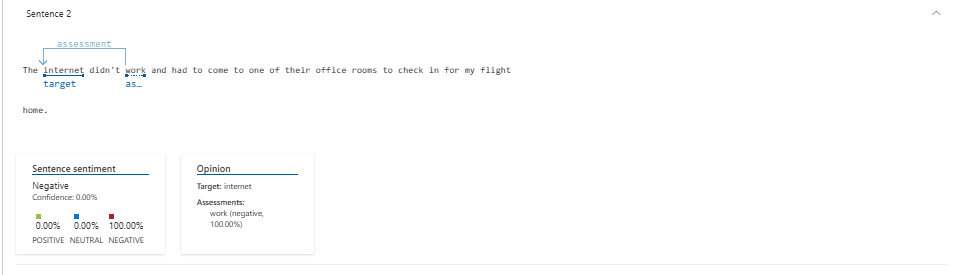 Sentence 2
assessment
The internet didn't work and had to come to one of their office rooms to check in for my flight
target as…
home.
Sentence sentiment
Negative
Confidence: 0.00%
0.00% 0.00% 100.00%
POSITIVE NEUTRAL NEGATIVE
Opinion
Target: internet
Assessments:
work (negative,
100.00%)